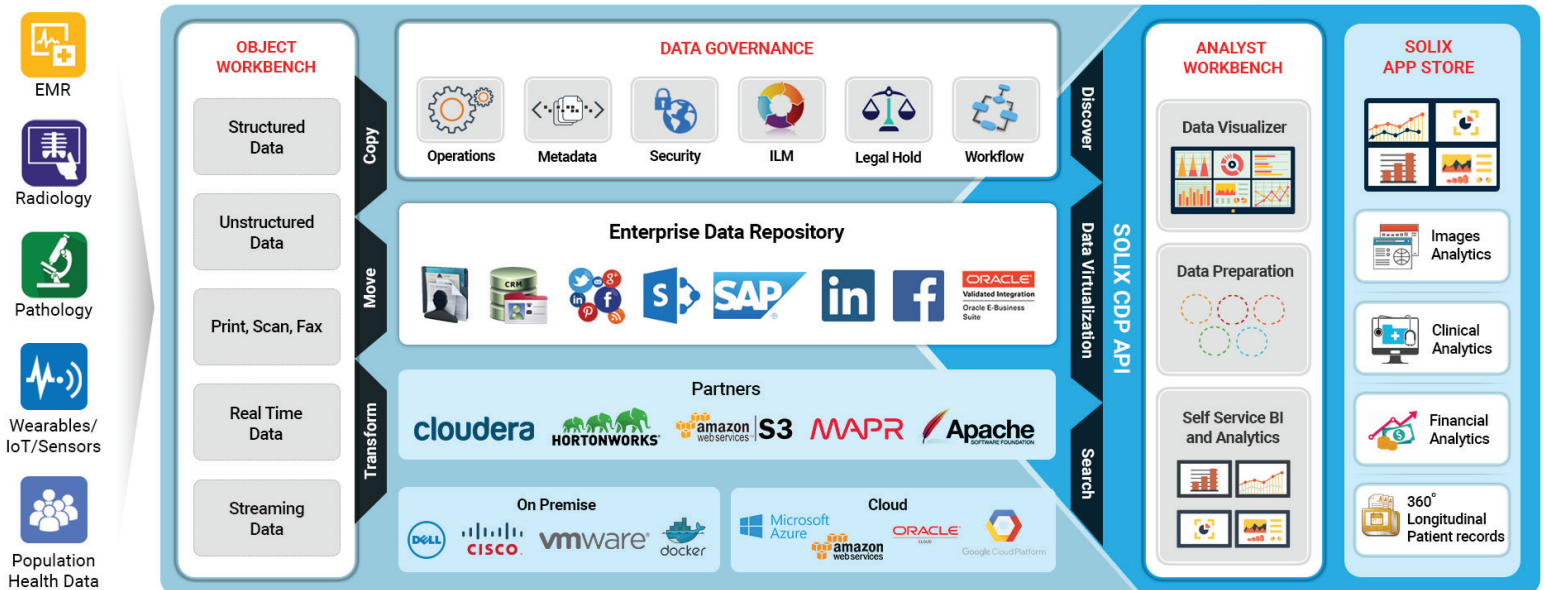 EMR
Radiology
Pathology
Wearables/
IoT/Sensors
Population
Health Data
OBJECT
WORKBENCH
Structured
Data
Unstructured
Data
Print, Scan, Fax
Real Time
Data
Streaming
Data
Copy
Move
Transform
DATA GOVERNANCE
Operations
Metadata
Security
ILM
Legal Hold
Workflow
Enterprise Data Repository
CRM
in
f
g+
S
SAP
®
in
f
ORACLE
Validated Integration
Oracle E-Business
Suite
Partners
cloudera
HORTONWORKS
amazon
webservices
S3
MAPR
Apache
SOFTWARE FOUNDATION
On Premise
DELL
CISCO
vmware®
docker
Cloud
Microsoft
Azure
amazon
webservices
ORACLE
CLOUD
Google Cloud Platform
Discover
Data Virtualization
Search
SOLIX CDP API
ANALYST
WORKBENCH
Data Visualizer
Data Preparation
Self Service BI
and Analytics
SOLIX
APP STORE
Images
Analytics
Clinical
Analytics
$
Financial
Analytics
360°
Longitudinal
Patient records